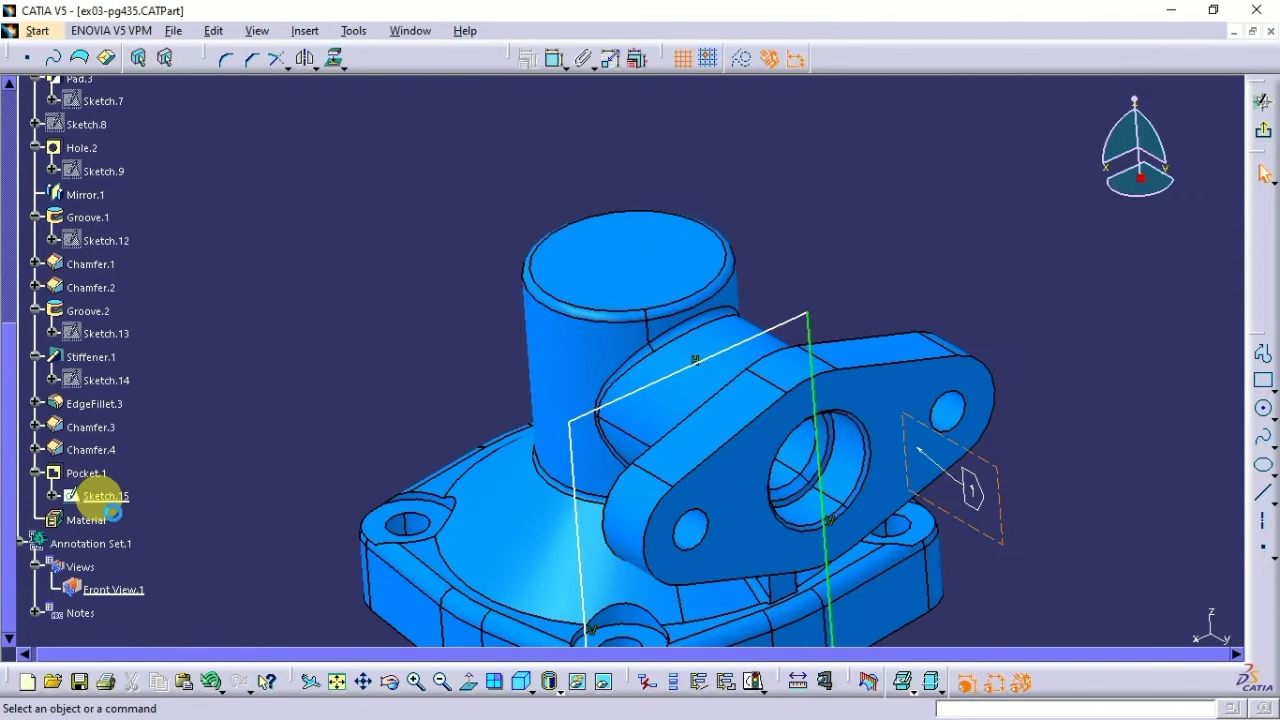 CATIA V5 - [ex03-pg435.CATPart]
Start ENOVIA V5 VPM File Edit View Insert Tools Window Help
Pad.3
Sketch.7
Sketch.8
Hole.2
Sketch.9
Mirror.1
Groove.1
Sketch.12
Chamfer.1
Chamfer.2
Groove.2
Sketch.13
Stiffener.1
Sketch.14
EdgeFillet.3
Chamfer.3
Chamfer.4
Pocket.1
Sketch.15
Material
Annotation Set.1
Views
Front View.1
Notes
z
x
y
H
V
V
1
z
x
y
CATIA
Select an object or a command